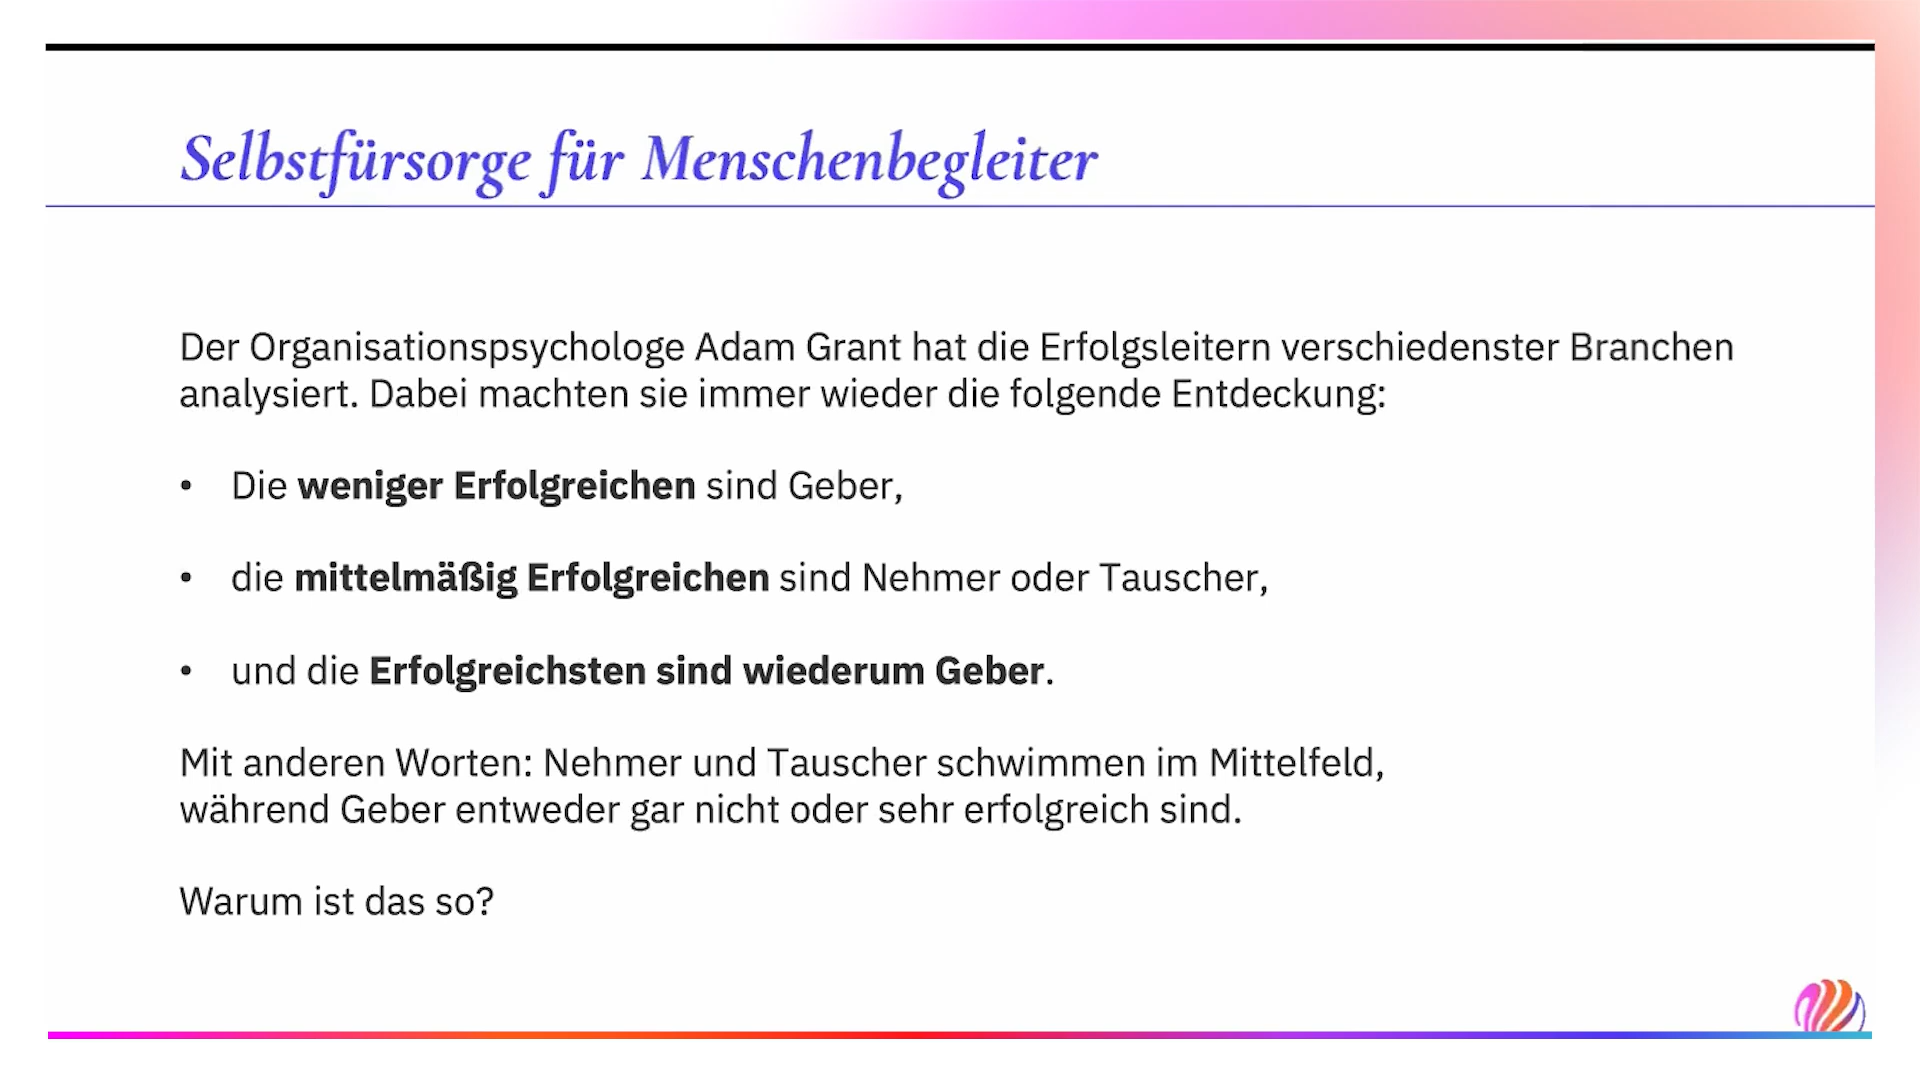 Selbstfürsorge für Menschenbegleiter
Der Organisationspsychologe Adam Grant hat die Erfolgsleitern verschiedenster Branchen
analysiert. Dabei machten sie immer wieder die folgende Entdeckung:
• Die weniger Erfolgreichen sind Geber,
• die mittelmäßig Erfolgreichen sind Nehmer oder Tauscher,
• und die Erfolgreichsten sind wiederum Geber.
Mit anderen Worten: Nehmer und Tauscher schwimmen im Mittelfeld,
während Geber entweder gar nicht oder sehr erfolgreich sind.
Warum ist das so?